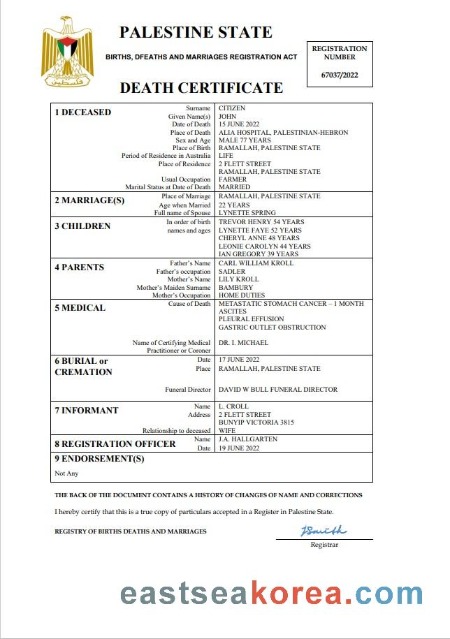 PALESTINE STATE
BIRTHS, DFEATHS AND MARRIAGES REGISTRATION ACT
REGISTRATION
NUMBER
67037/2022
DEATH CERTIFICATE
1 DECEASED Surname CITIZEN
Given Name(s) JOHN
Date of Death 15 JUNE 2022
Place of Death ALIA HOSPITAL, PALESTINIAN-HEBRON
Sex and Age MALE 77 YEARS
Place of Birth RAMALLAH, PALESTINE STATE
Period of Residence in Australia LIFE
Place of Residence 2 FLETT STREET
RAMALLAH, PALESTINE STATE
Usual Occupation FARMER
Marital Status at Date of Death MARRIED
2 MARRIAGE(S) Place of Marriage RAMALLAH, PALESTINE STATE
Age when Married 22 YEARS
Full name of Spouse LYNETTE SPRING
3 CHILDREN In order of birth TREVOR HENRY 54 YEARS
names and ages LYNETTE FAYE 52 YEARS
CHERYL ANNE 48 YEARS
LEONIE CAROLYN 44 YEARS
IAN GREGORY 39 YEARS
4 PARENTS Father's Name CARL WILLIAM KROLL
Father's occupation SADLER
Mother's Name LILY KROLL
Mother's Maiden Surname BAMBURY
Mother's Occupation HOME DUTIES
5 MEDICAL Cause of Death METASTATIC STOMACH CANCER – 1 MONTH
ASCITES
PLEURAL EFFUSION
GASTRIC OUTLET OBSTRUCTION
Name of Certifying Medical DR. I. MICHAEL
Practitioner or Coroner
6 BURIAL or Date 17 JUNE 2022
CREMATION Place RAMALLAH, PALESTINE STATE
Funeral Director DAVID W BULL FUNERAL DIRECTOR
7 INFORMANT Name L. CROLL
Address 2 FLETT STREET
BUNYIP VICTORIA 3815
Relationship to deceased WIFE
8 REGISTRATION OFFICER Name J.A. HALLGARTEN
Date 19 JUNE 2022
9 ENDORSEMENT(S)
Not Any
THE BACK OF THE DOCUMENT CONTAINS A HISTORY OF CHANGES OF NAME AND CORRECTIONS
I hereby certify that this is a true copy of particulars accepted in a Register in Palestine State.
REGISTRY OF BIRTHS DEATHS AND MARRIAGES
Registrar
eastseakorea.com